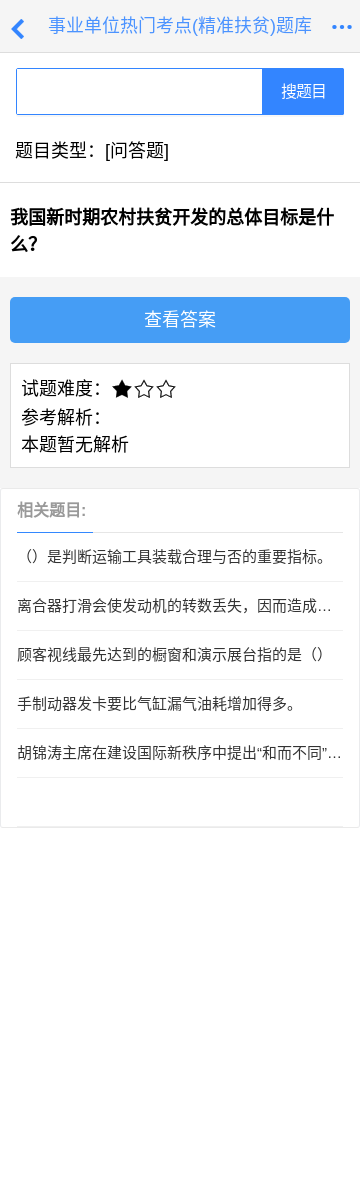 事业单位热门考点(精准扶贫)题库
搜题目
题目类型：[问答题]
我国新时期农村扶贫开发的总体目标是什
么？
查看答案
试题难度：
参考解析：
本题暂无解析
相关题目:
（）是判断运输工具装载合理与否的重要指标。
离合器打滑会使发动机的转数丢失，因而造成…
顾客视线最先达到的橱窗和演示展台指的是（）
手制动器发卡要比气缸漏气油耗增加得多。
胡锦涛主席在建设国际新秩序中提出“和而不同”…